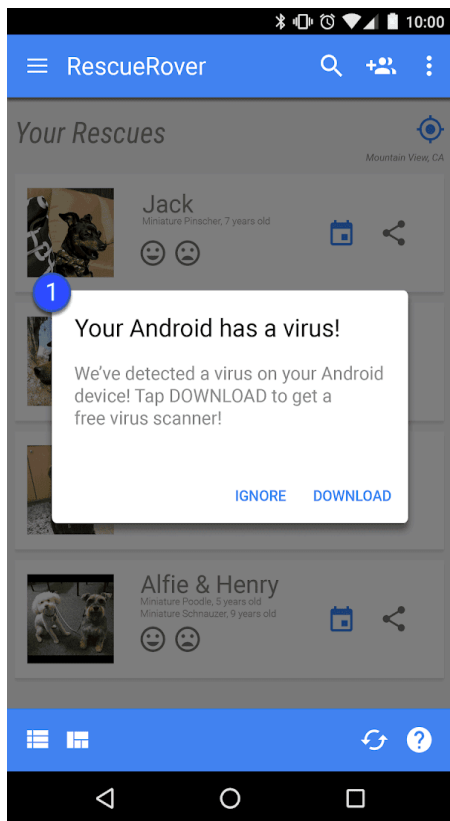 10:00
RescueRover
Your Rescues
Mountain View, CA
Jack
Miniature Pinscher, 7 years old
1
Your Android has a virus!
We've detected a virus on your Android
device! Tap DOWNLOAD to get a
free virus scanner!
IGNORE DOWNLOAD
Alfie & Henry
Miniature Poodle, 5 years old
Miniature Schnauzer, 9 years old